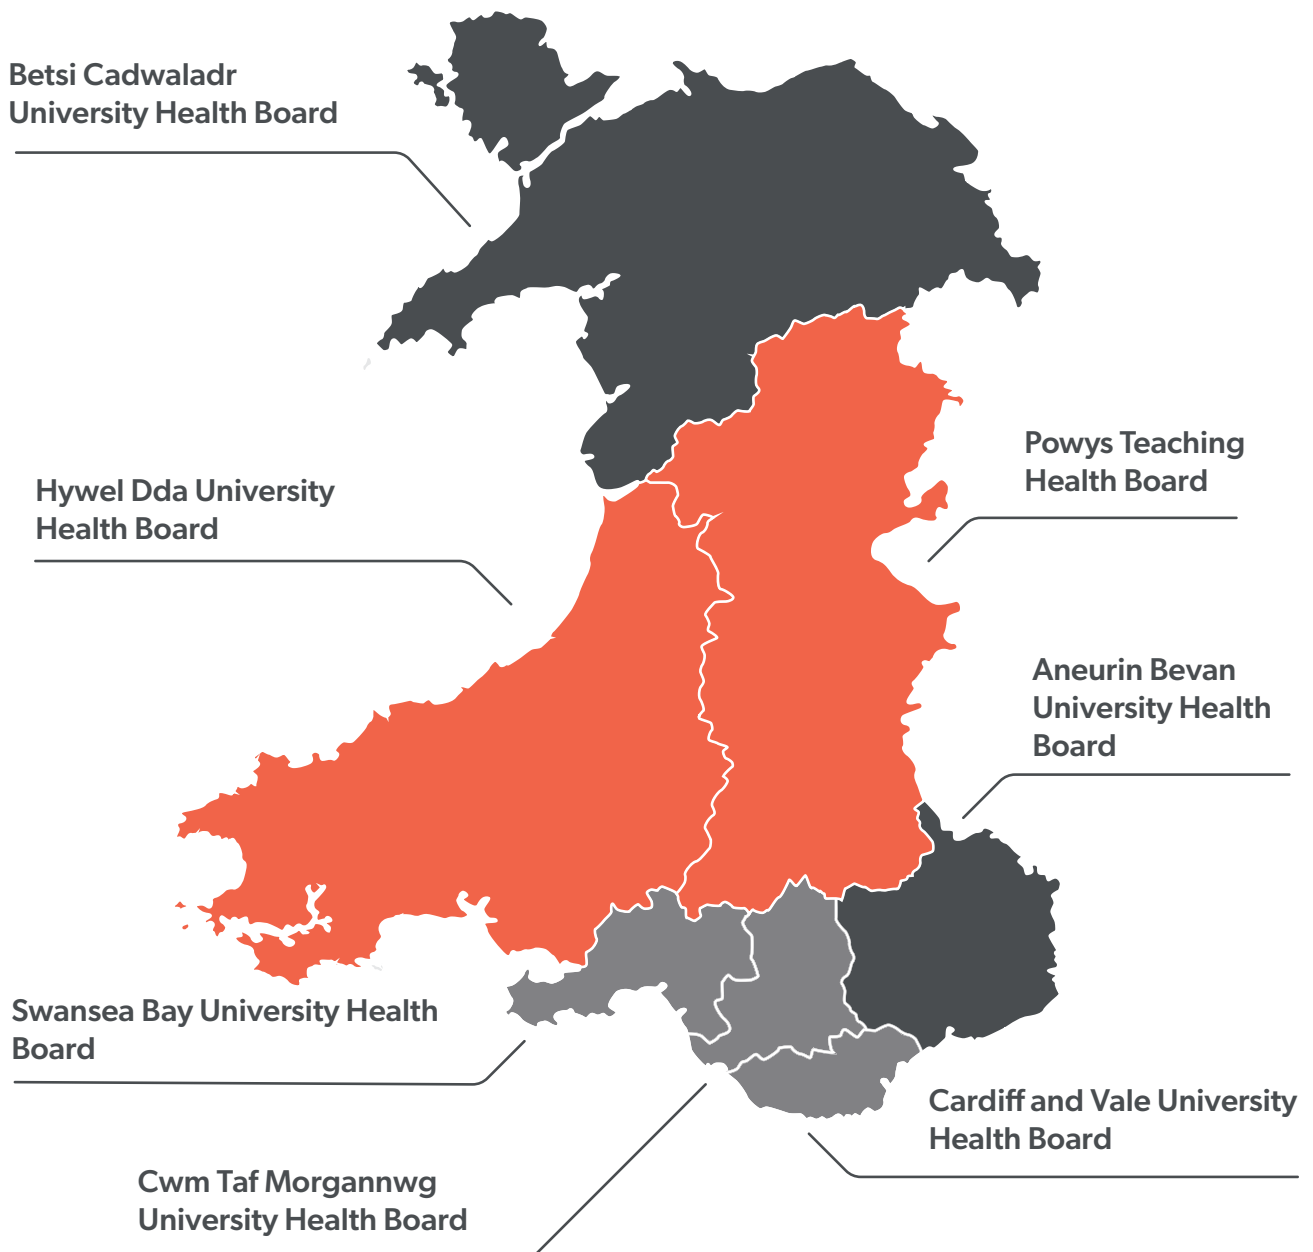 Betsi Cadwaladr
University Health Board
Powys Teaching
Health Board
Hywel Dda University
Health Board
Aneurin Bevan
University Health
Board
Swansea Bay University Health
Board
Cardiff and Vale University
Health Board
Cwm Taf Morgannwg
University Health Board